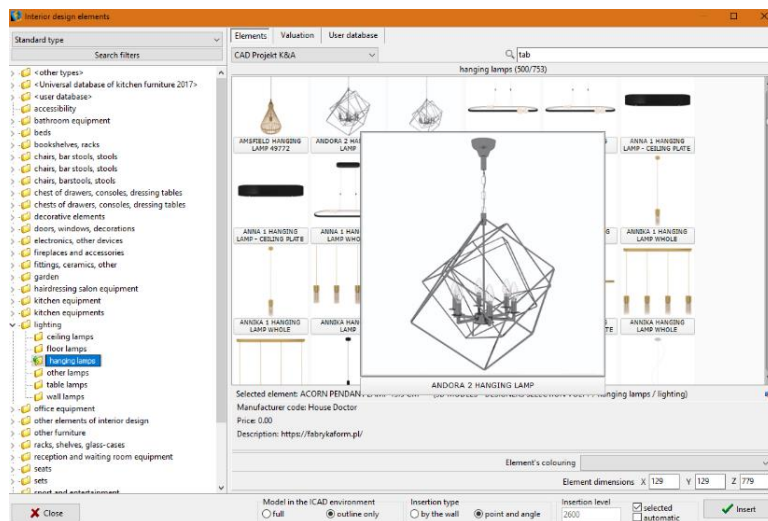 Interior design elements
Standard type
Search filters
<other types>
<Universal database of kitchen furniture 2017>
<user database>
accessibility
bathroom equipment
beds
bookshelves, racks
chairs, bar stools, stools
chairs, bar stools, stools
chairs, barstools, stools
chest of drawers, consoles, dressing tables
chests of drawers, consoles, dressing tables
decorative elements
doors, windows, decorations
electronics, other devices
fireplaces and accessories
fittings, ceramics, other
garden
hairdressing salon equipment
kitchen equipment
kitchen equipments
lighting
ceiling lamps
floor lamps
hanging lamps
other lamps
table lamps
wall lamps
office equipment
other elements of interior design
other furniture
racks, shelves, glass-cases
reception and waiting room equipment
seats
sets
sport and entertainment
Close
Elements Valuation User database
CAD Projekt K&A
tab
hanging lamps (500/753)
AMSFIELD HANGING LAMP 49772
ANDORA 2 HANGING LAMP
ANNA 1 HANGING LAMP - CEILING PLATE
ANNA 1 HANGING LAMP - CEILING PLATE
ANNA 1 HANGING LAMP WHO
ANNIKA 1 HANGING LAMP WHOLE
ANNIKA 1 HANGING LAMP WHOLE
ANNIKA 4 HANGING LAMP WHOLE
ANDORA 2 HANGING LAMP
Selected element: ACORN PENDANT
hanging lamps / lighting)
Manufacturer code: House Doctor
Price: 0.00
Description: https://fabrykaform.pl/
Element's colouring
Element dimensions X 129 Y 129 Z 779
Model in the ICAD environment
full outline only
Insertion type
by the wall point and angle
Insertion level
2600
selected
automatic
Insert